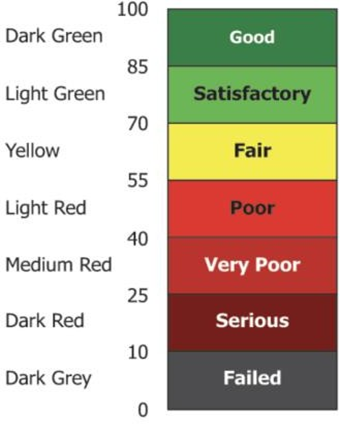 100
Dark Green Good
85
Light Green Satisfactory
70
Yellow Fair
55
Light Red Poor
40
Medium Red Very Poor
25
Dark Red Serious
10
Dark Grey Failed
0